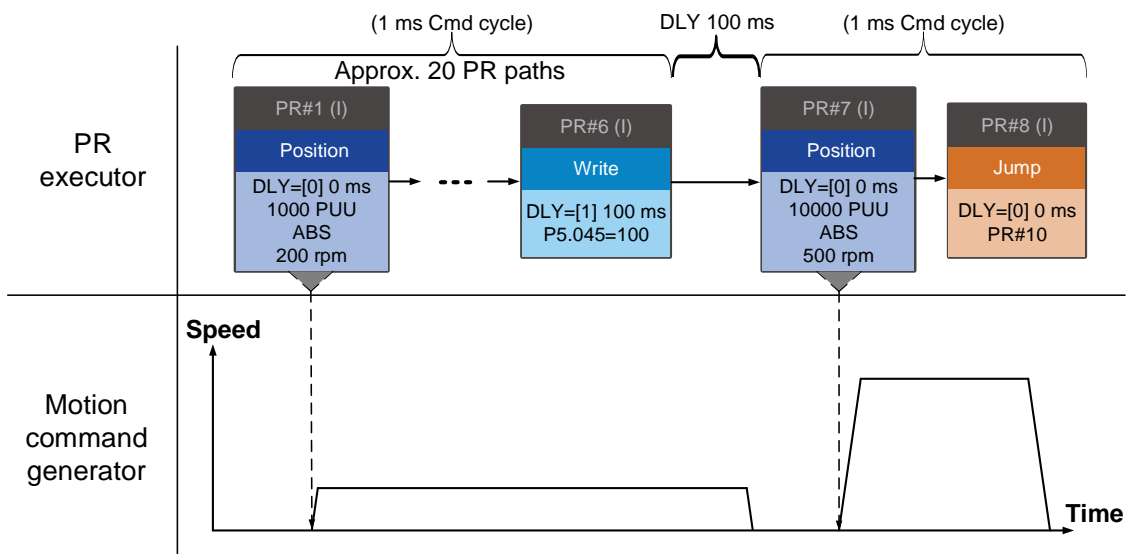 (1 ms Cmd cycle)
DLY 100 ms
(1 ms Cmd cycle)
Approx. 20 PR paths
PR
executor
PR#1 (I)
Position
DLY=[0] 0 ms
1000 PUU
ABS
200 rpm
PR#6 (I)
Write
DLY=[1] 100 ms
P5.045=100
PR#7 (I)
Position
DLY=[0] 0 ms
10000 PUU
ABS
500 rpm
PR#8 (I)
Jump
DLY=[0] 0 ms
PR#10
Motion
command
generator
Speed
Time